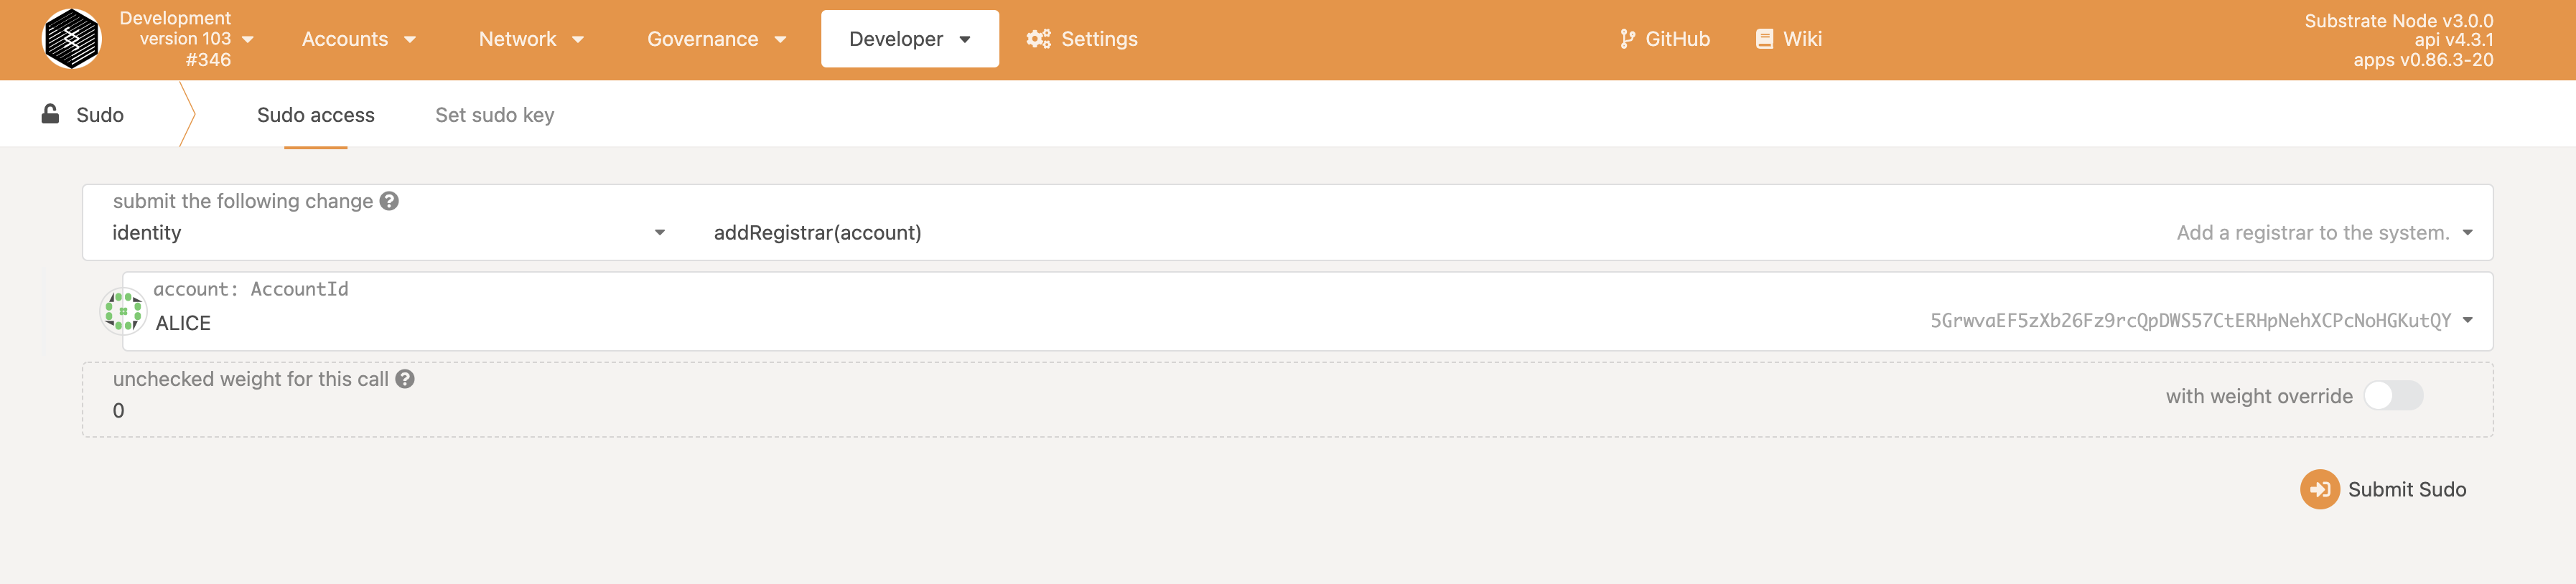 Development
version 103
#346
Accounts
Network
Governance
Developer
Settings
GitHub
Wiki
Substrate Node v3.0.0
api v4.3.1
apps v0.86.3-20
Sudo
Sudo access
Set sudo key
submit the following change
identity
addRegistrar(account)
Add a registrar to the system.
account: AccountId
ALICE
5GrwvaEF5zXb26Fz9rcQpDWS57CtERHpNehXCPcNoHGKutQY
unchecked weight for this call
0
with weight override
Submit Sudo